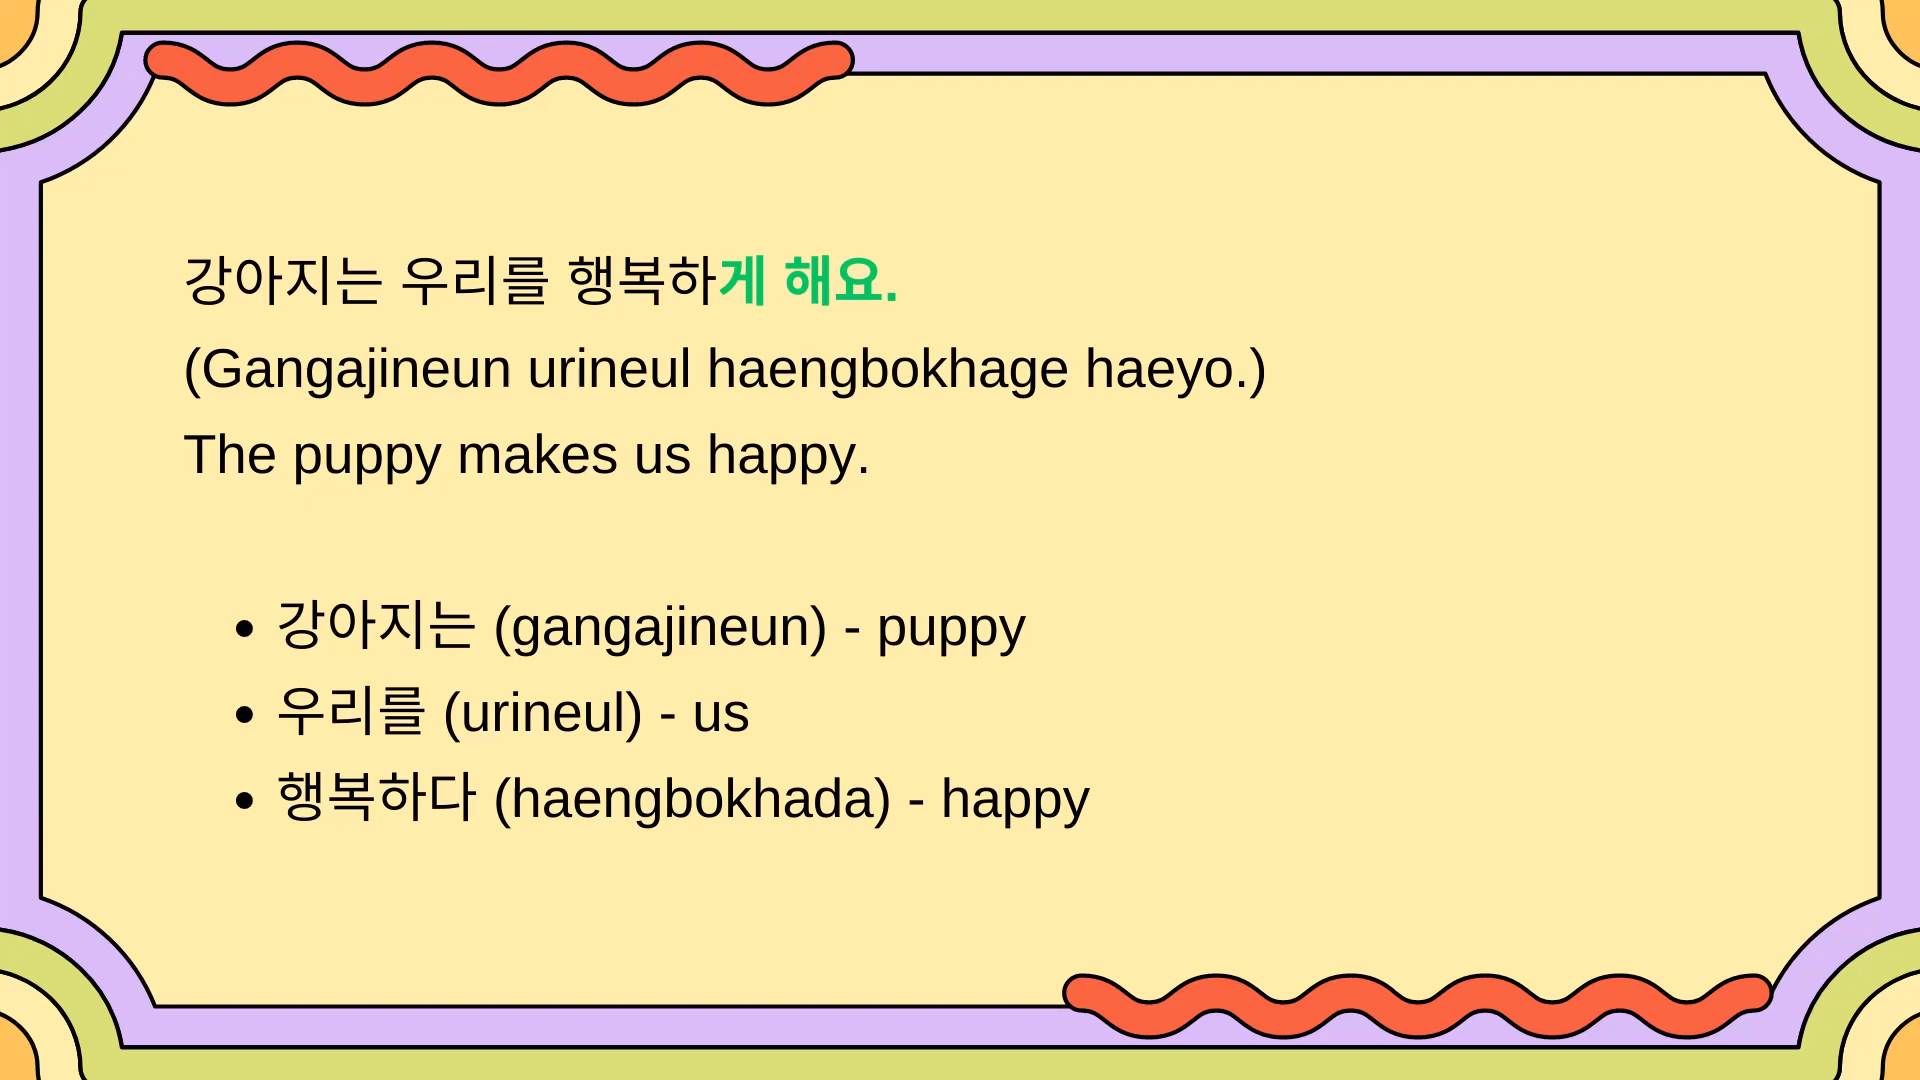 강아지는 우리를 행복하게 해요.
(Gangajineun urineul haengbokhage haeyo.)
The puppy makes us happy.
• 강아지는 (gangajineun) - puppy
• 우리를 (urineul) - us
• 행복하다 (haengbokhada) - happy